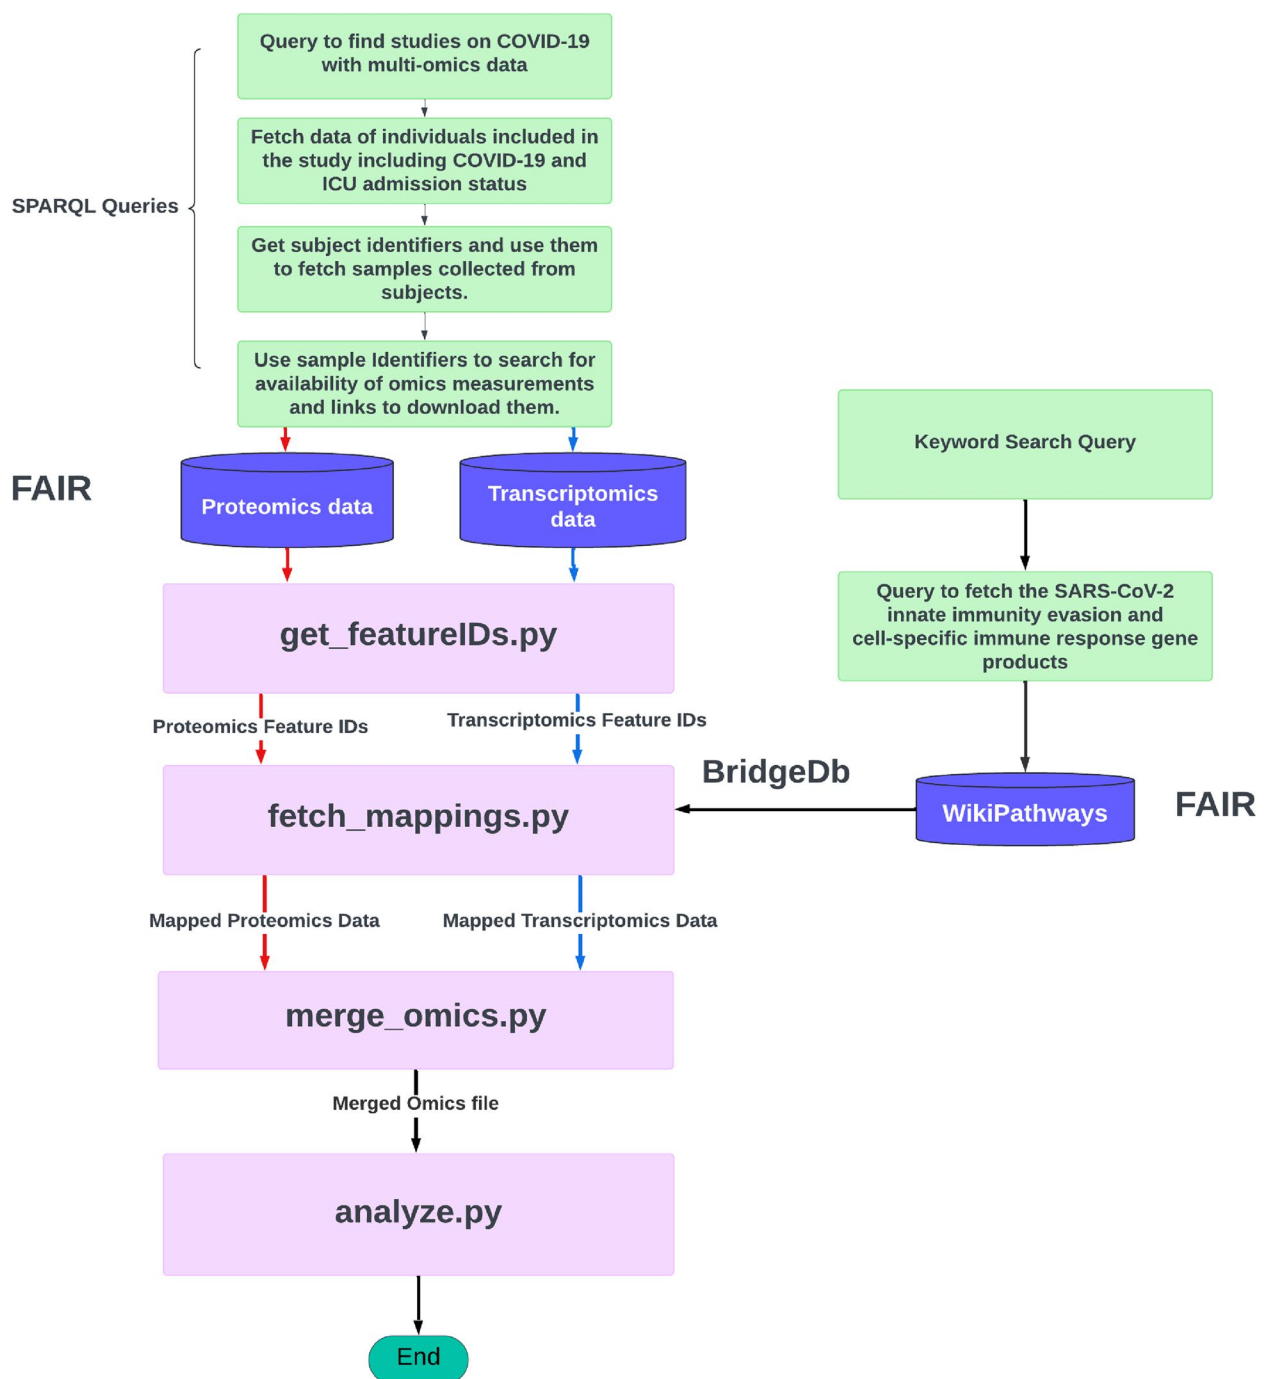 Query to find studies on COVID-19
with multi-omics data
Fetch data of individuals included in
the study including COVID-19 and
ICU admission status
SPARQL Queries
Get subject identifiers and use them
to fetch samples collected from
subjects.
Use sample Identifiers to search for
availability of omics measurements
and links to download them.
FAIR
Proteomics data
Transcriptomics
data
Keyword Search Query
get_featureIDs.py
Query to fetch the SARS-CoV-2
innate immunity evasion and
cell-specific immune response gene
products
Proteomics Feature IDs
Transcriptomics Feature IDs
BridgeDb
fetch_mappings.py
WikiPathways
FAIR
Mapped Proteomics Data
Mapped Transcriptomics Data
merge_omics.py
Merged Omics file
analyze.py
End